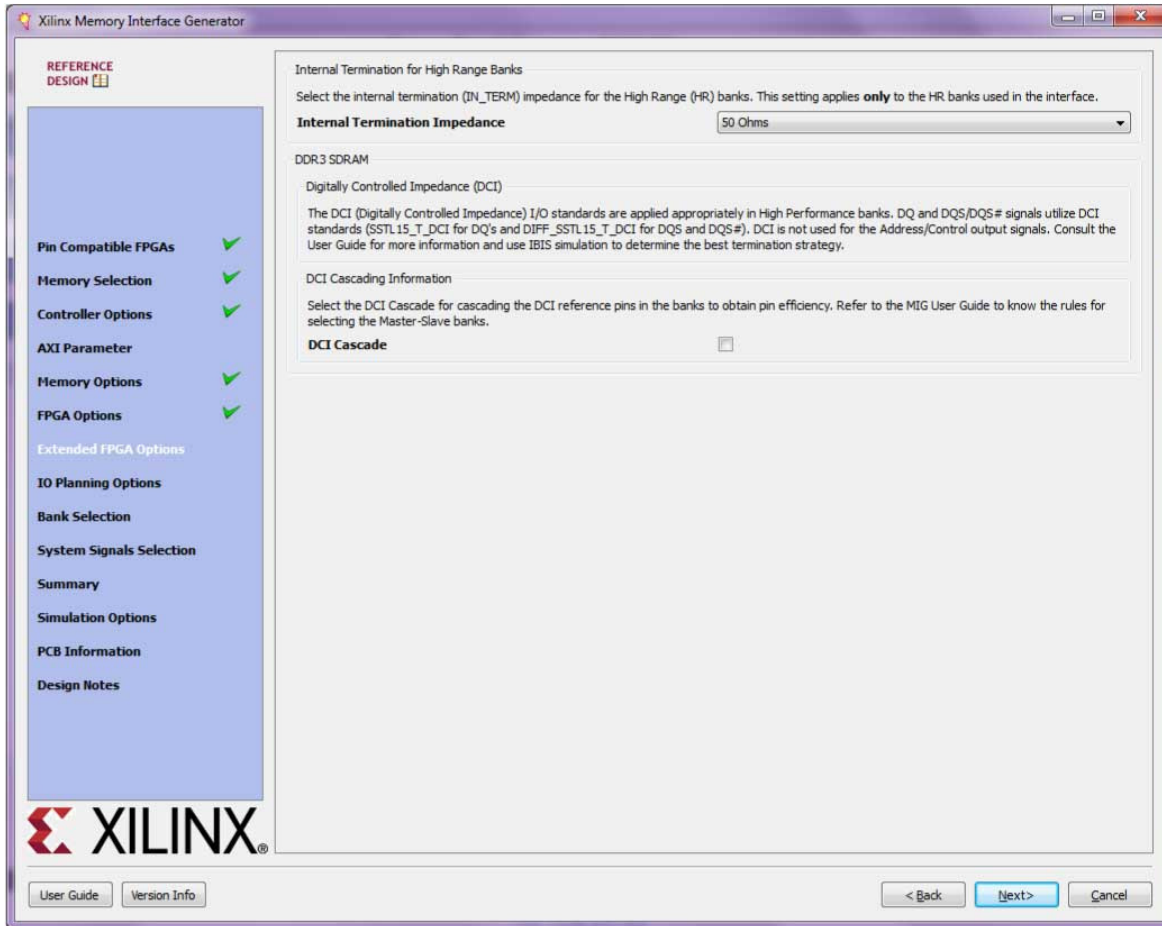 Xilinx Memory Interface Generator
REFERENCE
DESIGN
Pin Compatible FPGAs
Memory Selection
Controller Options
AXI Parameter
Memory Options
FPGA Options
Extended FPGA Options
IO Planning Options
Bank Selection
System Signals Selection
Summary
Simulation Options
PCB Information
Design Notes
XILINX®
Internal Termination for High Range Banks
Select the internal termination (IN_TERM) impedance for the High Range (HR) banks. This setting applies only to the HR banks used in the interface.
Internal Termination Impedance 50 Ohms
DDR3 SDRAM
Digitally Controlled Impedance (DCI)
The DCI (Digitally Controlled Impedance) I/O standards are applied appropriately in High Performance banks. DQ and DQS/DQS# signals utilize DCI
standards (SSTL15_T_DCI for DQ's and DIFF_SSTL15_T_DCI for DQS and DQS#). DCI is not used for the Address/Control output signals. Consult the
User Guide for more information and use IBIS simulation to determine the best termination strategy.
DCI Cascading Information
Select the DCI Cascade for cascading the DCI reference pins in the banks to obtain pin efficiency. Refer to the MIG User Guide to know the rules for
selecting the Master-Slave banks.
DCI Cascade
User Guide Version Info < Back Next> Cancel